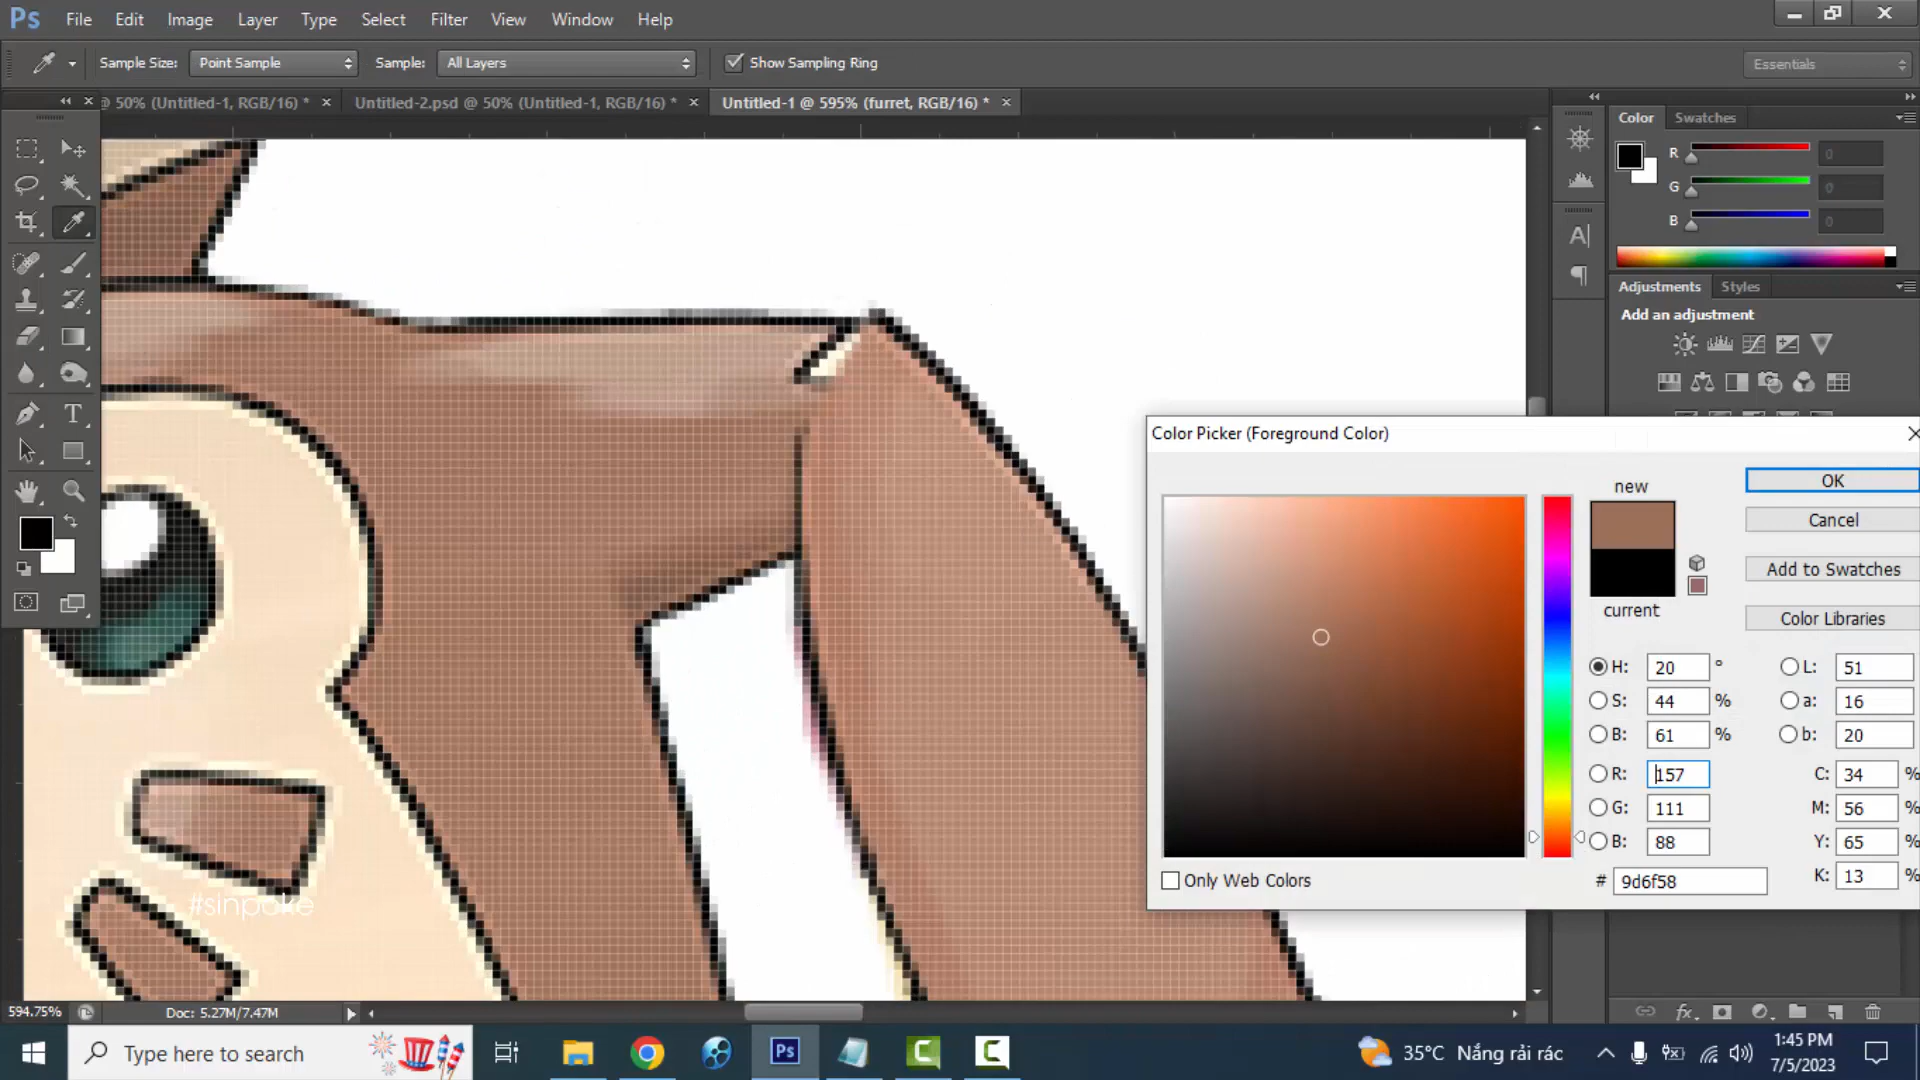 Ps File Edit Image Layer Type Select Filter View Window Help
Sample Size: Point Sample Sample: All Layers Show Sampling Ring Essentials
@ 50% (Untitled-1, RGB/16) * × Untitled-2.psd @ 50% (Untitled-1, RGB/16) * × Untitled-1 @ 595% (furret, RGB/16) * ×
Color Swatches
R 0
G 0
B 0
Adjustments Styles
Add an adjustment
Color Picker (Foreground Color)
new
current
OK
Cancel
Add to Swatches
Color Libraries
H: 20 ° L: 51
S: 44 % a: 16
B: 61 % b: 20
R: 157 C: 34 %
G: 111 M: 56 %
B: 88 Y: 65 %
# 9d6f58 K: 13 %
Only Web Colors
#sinpoke
594.75% Doc: 5.27M/7.47M
Type here to search
35°C Nắng rải rác
1:45 PM
7/5/2023